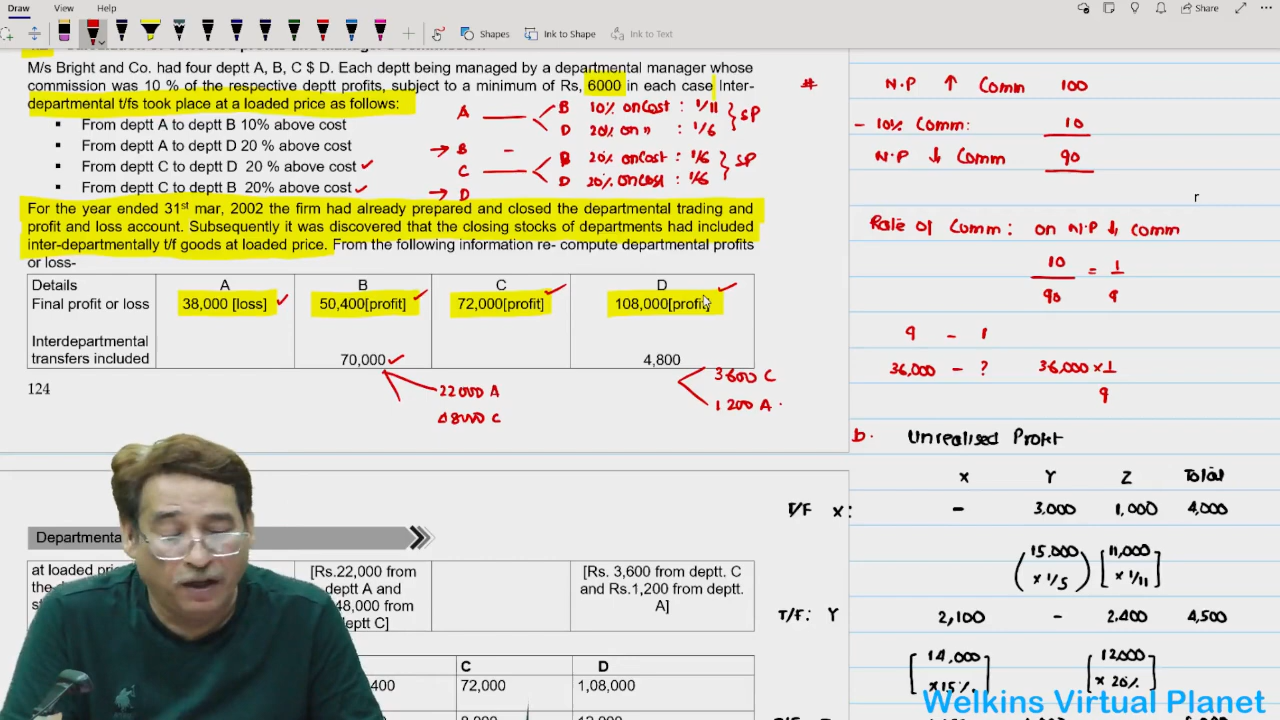 Draw Insert View Help
Share
Shapes Ink to Shape Ink to Text
M/s Bright and Co. had four deptt A, B, C $ D. Each deptt being managed by a departmental manager whose
commission was 10 % of the respective deptt profits, subject to a minimum of Rs, 6000 in each case Inter-
departmental t/fs took place at a loaded price as follows:
▪ From deptt A to deptt B 10% above cost
▪ From deptt A to deptt D 20 % above cost
▪ From deptt C to deptt D 20 % above cost
▪ From deptt C to deptt B 20% above cost
A B 10% on Cost : 1/11 } SP
D 20% on " : 1/6
→ B -
C B 20% on Cost : 1/6 } SP
D 20% on Cost : 1/6
→ D
For the year ended 31st mar, 2002 the firm had already prepared and closed the departmental trading and
profit and loss account. Subsequently it was discovered that the closing stocks of departments had included
inter-departmentally t/f goods at loaded price. From the following information re- compute departmental profits
or loss-
Details A B C D
Final profit or loss 38,000 [loss] 50,400[profit] 72,000[profit] 108,000[profit]
Interdepartmental
transfers included 70,000 4,800
22000 A
48000 C
3600 C
1200 A
124
Departmenta
at loaded pri
the d
[Rs.22,000 from
deptt A and
48,000 from
deptt C]
[Rs. 3,600 from deptt. C
and Rs.1,200 from deptt.
A]
C D
400 72,000 1,08,000
# N.P ↑ Comm 100
- 10% Comm: 10
N.P ↓ Comm 90
r
Rate of Comm: on N.P ↓ Comm
10/90 = 1/9
9 - 1
36,000 - ? 36,000 × 1/9
b. Unrealised Profit
X Y Z Total
T/F X: - 3,000 1,000 4,000
(15,000 × 1/5) [11,000 × 1/11]
T/F: Y 2,100 - 2,400 4,500
[14,000 × 15%] [12,000 × 20%]
Welkins Virtual Planet